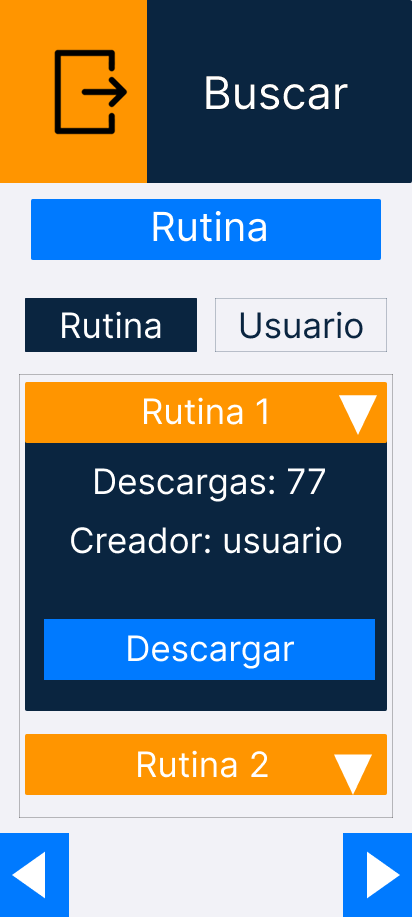 Buscar
Rutina
Rutina
Usuario
Rutina 1
Descargas: 77
Creador: usuario
Descargar
Rutina 2